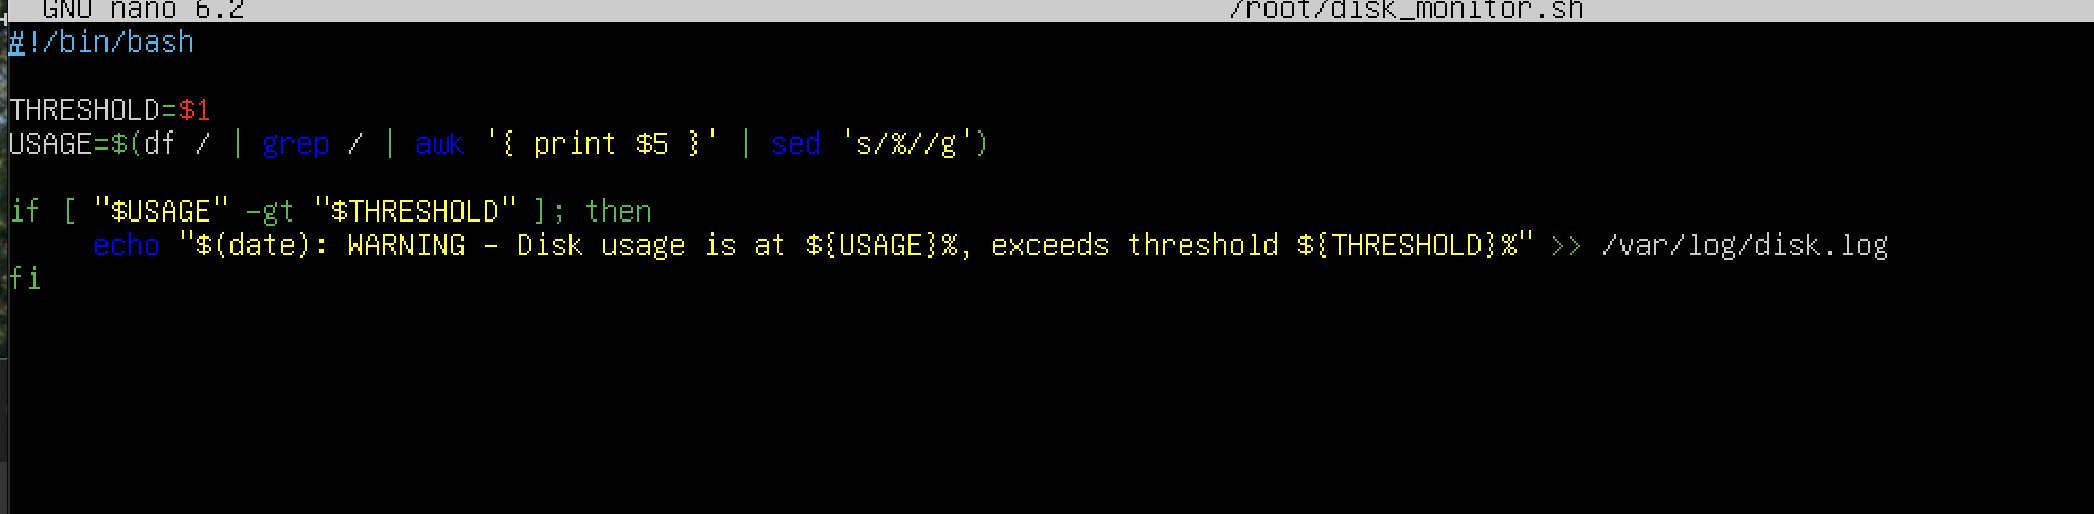 GNU nano 6.2 /root/disk_monitor.sh
#!/bin/bash
THRESHOLD=$1
USAGE=$(df / | grep / | awk '{ print $5 }' | sed 's/%//g')
if [ "$USAGE" -gt "$THRESHOLD" ]; then
     echo "$(date): WARNING - Disk usage is at ${USAGE}%, exceeds threshold ${THRESHOLD}%" >> /var/log/disk.log
fi